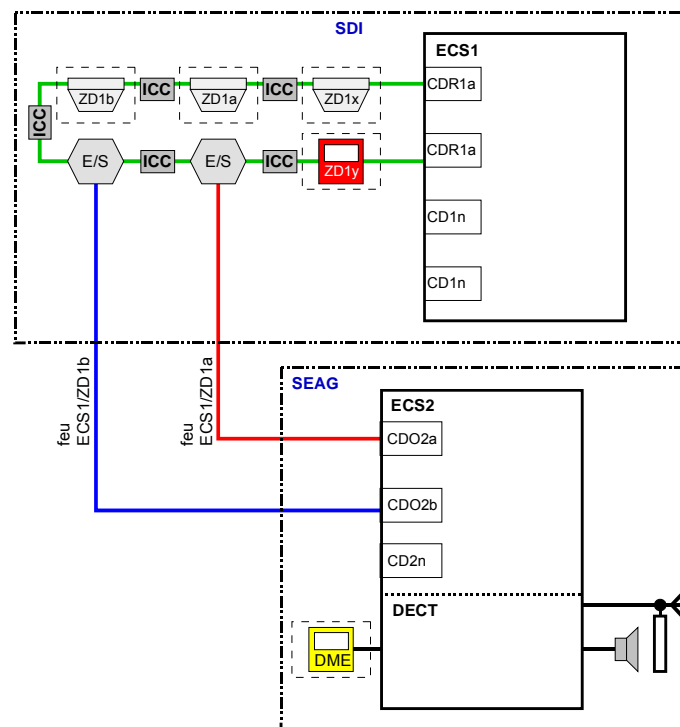 SDI
ECS1
ZD1b
ICC
ZD1a
ICC
ZD1x
CDR1a
ICC
E/S
ICC
E/S
ICC
ZD1y
CDR1a
CD1n
CD1n
feu
ECS1/ZD1b
feu
ECS1/ZD1a
SEAG
ECS2
CDO2a
CDO2b
CD2n
DECT
DME